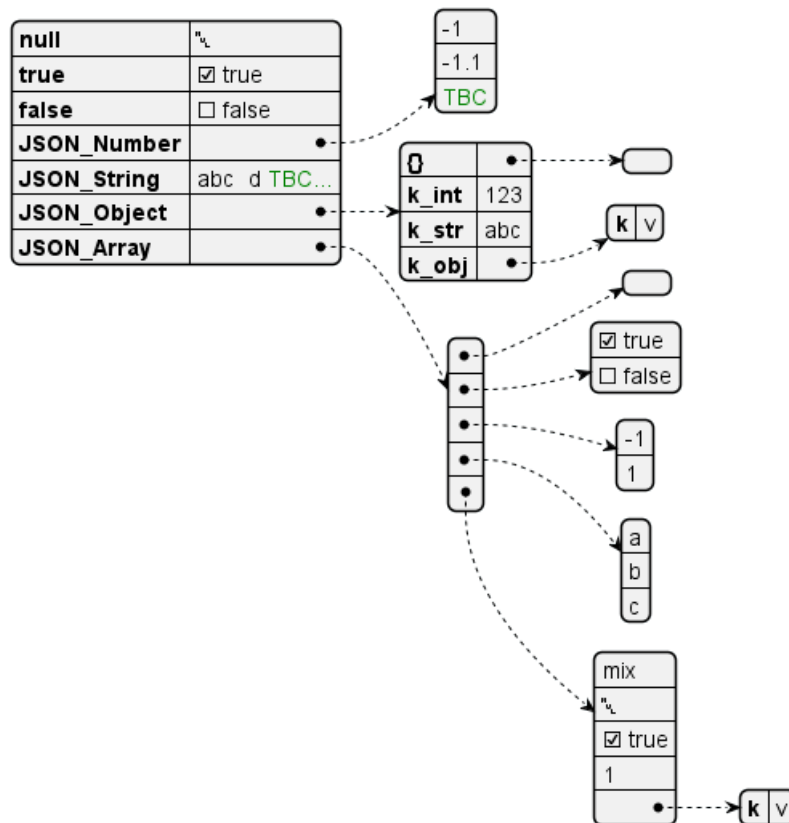 null ␀
true ☑ true
false ☐ false
JSON_Number
JSON_String abc d TBC...
JSON_Object
JSON_Array
-1
-1.1
TBC
{}
k_int 123
k_str abc
k_obj
k v
☑ true
☐ false
-1
1
a
b
c
mix
␀
☑ true
1
k v